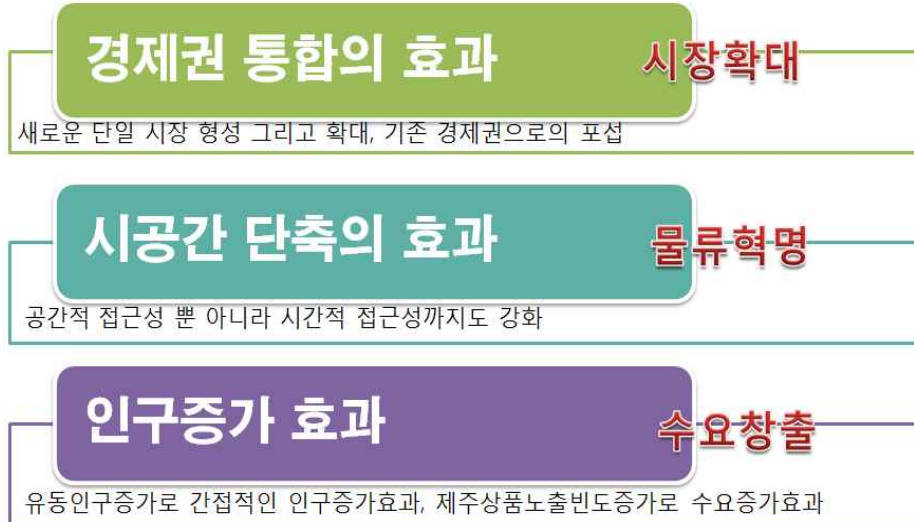 경제권 통합의 효과 시장확대
새로운 단일 시장 형성 그리고 확대, 기존 경제권으로의 포섭
시공간 단축의 효과 물류혁명
공간적 접근성 뿐 아니라 시간적 접근성까지도 강화
인구증가 효과 수요창출
유동인구증가로 간접적인 인구증가효과, 제주상품노출빈도증가로 수요증가효과